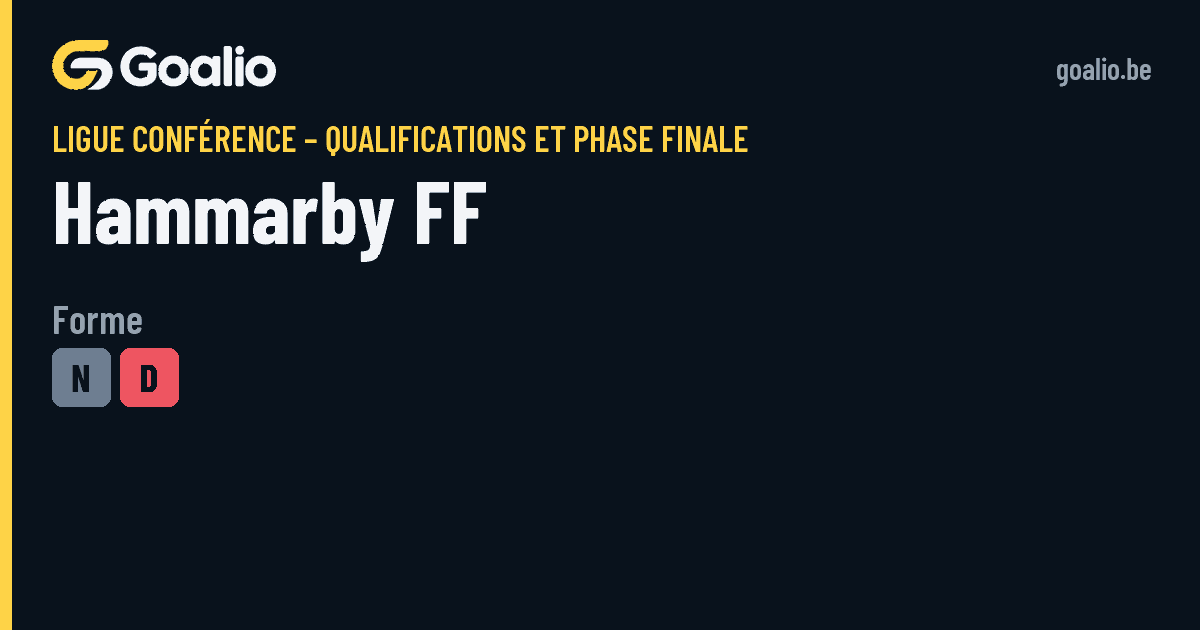 Goalio
goalio.be
LIGUE CONFÉRENCE – QUALIFICATIONS ET PHASE FINALE
Hammarby FF
Forme
N D